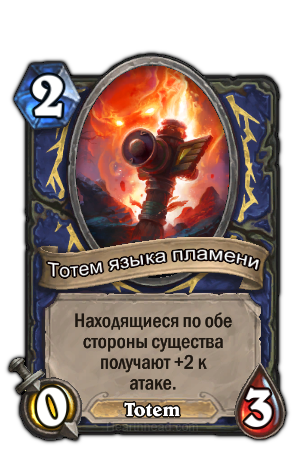 2
Тотем языка пламени
Находящиеся по обе
стороны существа
получают +2 к
атаке.
0
Totem
3